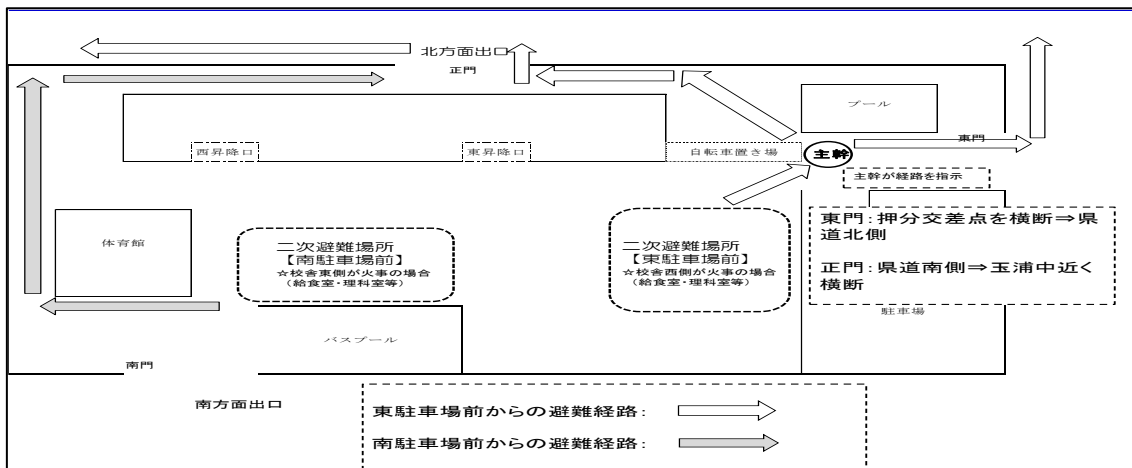 北方面出口
正門
プール
東門
西昇降口
東昇降口
自転車置き場
主幹
主幹が経路を指示
体育館
二次避難場所
【南駐車場前】
☆校舎東側が火事の場合
(給食室・理科室等)
二次避難場所
【東駐車場前】
☆校舎西側が火事の場合
(給食室・理科室等)
東門:押分交差点を横断⇒県
道北側
正門:県道南側⇒玉浦中近く
横断
駐車場
バスプール
南門
南方面出口
東駐車場前からの避難経路:
南駐車場前からの避難経路: